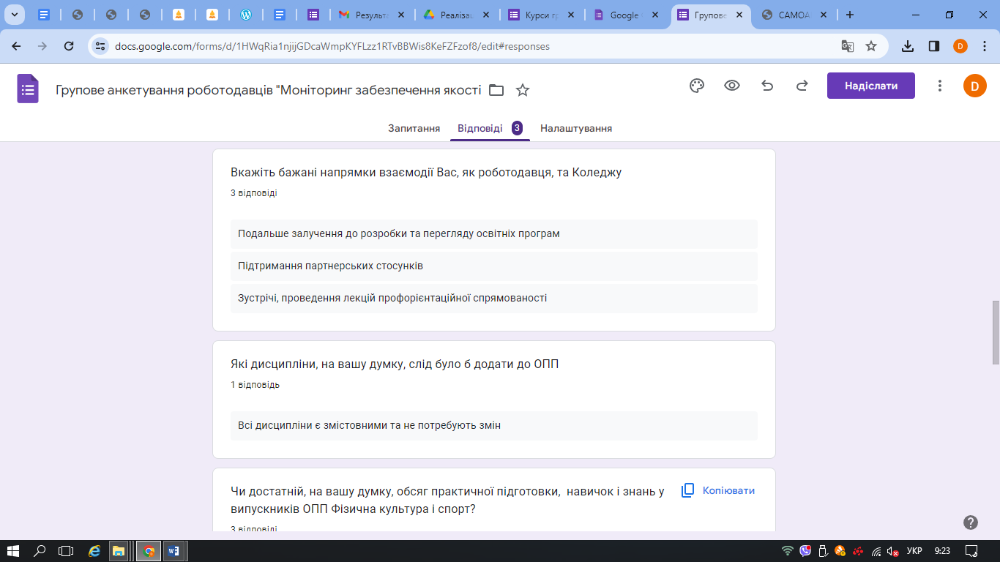 Результ
Реалізац
Курси гр
Google
Групове
САМОА
docs.google.com/forms/d/1HWqRia1njijGDcaWmpKYFLzz1RTvBBWis8KeFZFzof8/edit#responses
D
Групове анкетування роботодавців "Моніторинг забезпечення якості
Надіслати
D
Запитання
Відповіді 3
Налаштування
Вкажіть бажані напрямки взаємодії Вас, як роботодавця, та Коледжу
3 відповіді
Подальше залучення до розробки та перегляду освітніх програм
Підтримання партнерських стосунків
Зустрічі, проведення лекцій профорієнтаційної спрямованості
Які дисципліни, на вашу думку, слід було б додати до ОПП
1 відповідь
Всі дисципліни є змістовними та не потребують змін
Чи достатній, на вашу думку, обсяг практичної підготовки, навичок і знань у
випускників ОПП Фізична культура і спорт?
Копіювати
3 відповіді
УКР
9:23